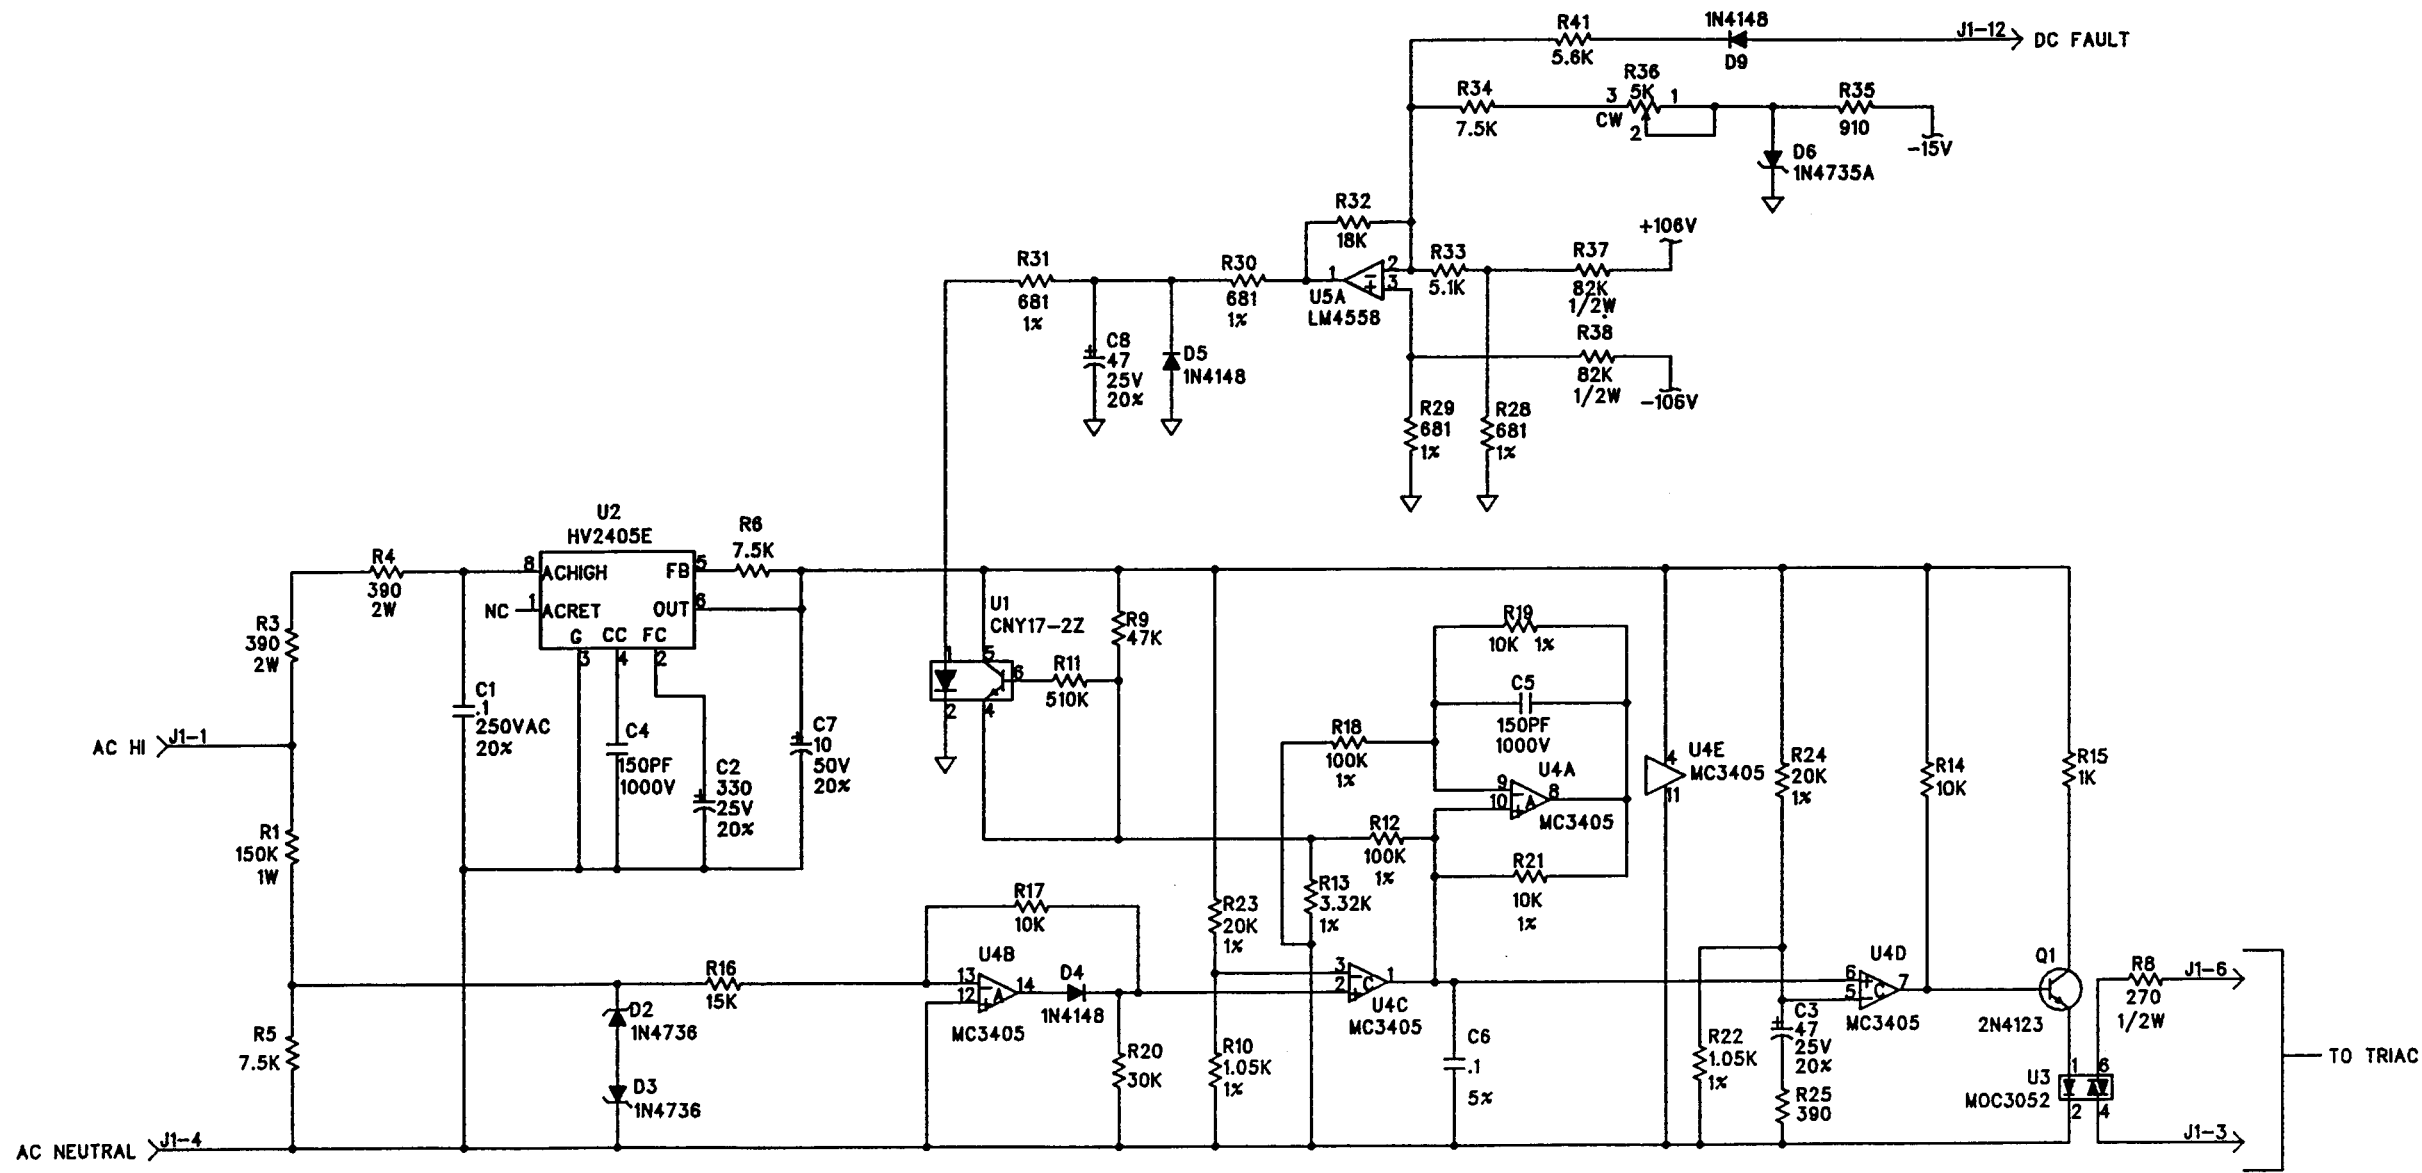 R41
5.6K
1N4148
D9
J1-12
DC FAULT
R34
7.5K
R36
5K
3
1
CW
2
R35
910
-15V
D6
1N4735A
R32
18K
+106V
R31
681
1%
R30
681
1%
1
2
3
-
+
U5A
LM4558
R33
5.1K
R37
82K
1/2W
R38
82K
1/2W
-106V
C8
+
47
25V
20%
D5
1N4148
R29
681
1%
R28
681
1%
U2
HV2405E
R6
7.5K
R4
390
2W
8
ACHIGH
FB
5
NC
1
ACRET
OUT
6
G
CC
FC
3
4
2
R3
390
2W
C1
.1
250VAC
20%
C4
150PF
1000V
C2
+
330
25V
20%
C7
+
10
50V
20%
U1
CNY17-2Z
1
5
6
2
4
R9
47K
R11
510K
R19
10K 1%
C5
150PF
1000V
R18
100K
1%
U4A
9
10
-
+
A
8
MC3405
U4E
MC3405
4
11
R24
20K
1%
R14
10K
R15
1K
AC HI
J1-1
R1
150K
1W
R12
100K
1%
R21
10K
1%
R13
3.32K
1%
R17
10K
R23
20K
1%
U4B
13
12
-
+
A
14
MC3405
D4
1N4148
R16
15K
3
2
-
+
C
1
U4C
MC3405
U4D
6
5
+
-
C
7
MC3405
Q1
2N4123
R8
270
1/2W
J1-6
R5
7.5K
D2
1N4736
D3
1N4736
R20
30K
R10
1.05K
1%
C6
.1
5%
R22
1.05K
1%
C3
+
47
25V
20%
R25
390
U3
MOC3052
1
6
2
4
J1-3
TO TRIAC
AC NEUTRAL
J1-4